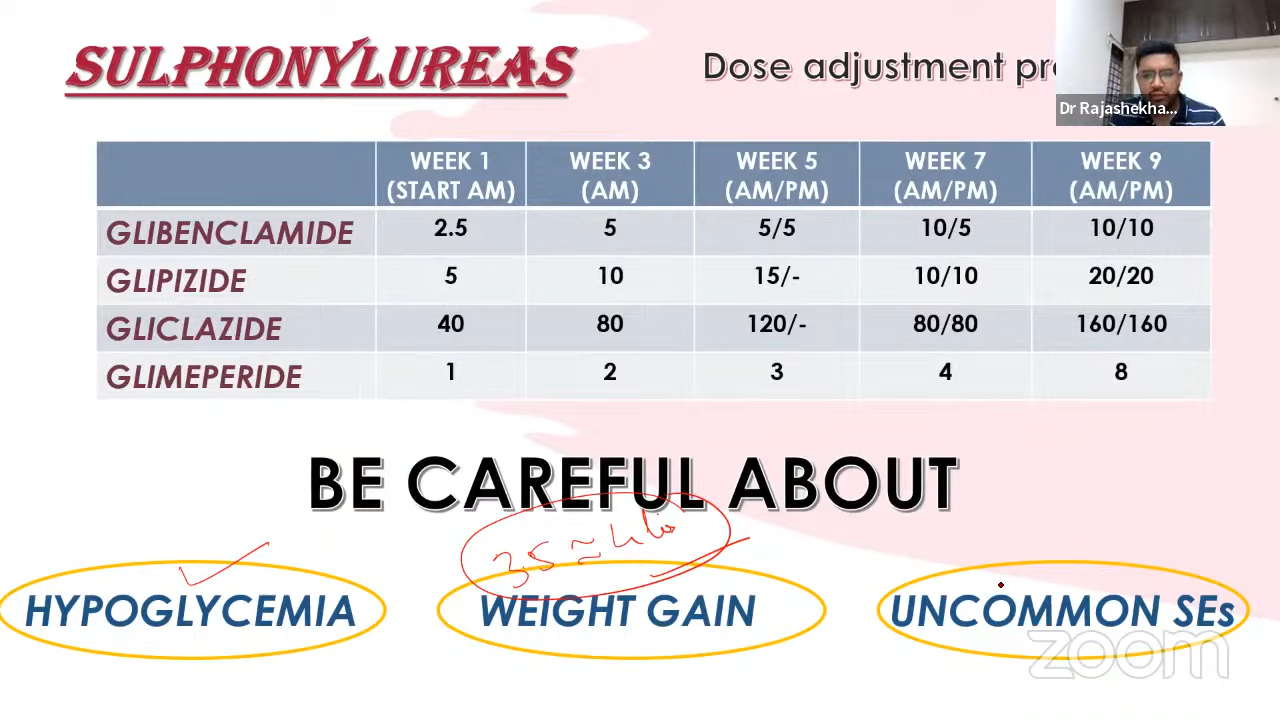 SULPHONYLUREAS
Dose adjustment pr
Dr Rajashekha...
WEEK 1 (START AM) WEEK 3 (AM) WEEK 5 (AM/PM) WEEK 7 (AM/PM) WEEK 9 (AM/PM)
GLIBENCLAMIDE 2.5 5 5/5 10/5 10/10
GLIPIZIDE 5 10 15/- 10/10 20/20
GLICLAZIDE 40 80 120/- 80/80 160/160
GLIMEPERIDE 1 2 3 4 8
BE CAREFUL ABOUT
3.5 ≈ 4
HYPOGLYCEMIA WEIGHT GAIN UNCOMMON SEs
zoom